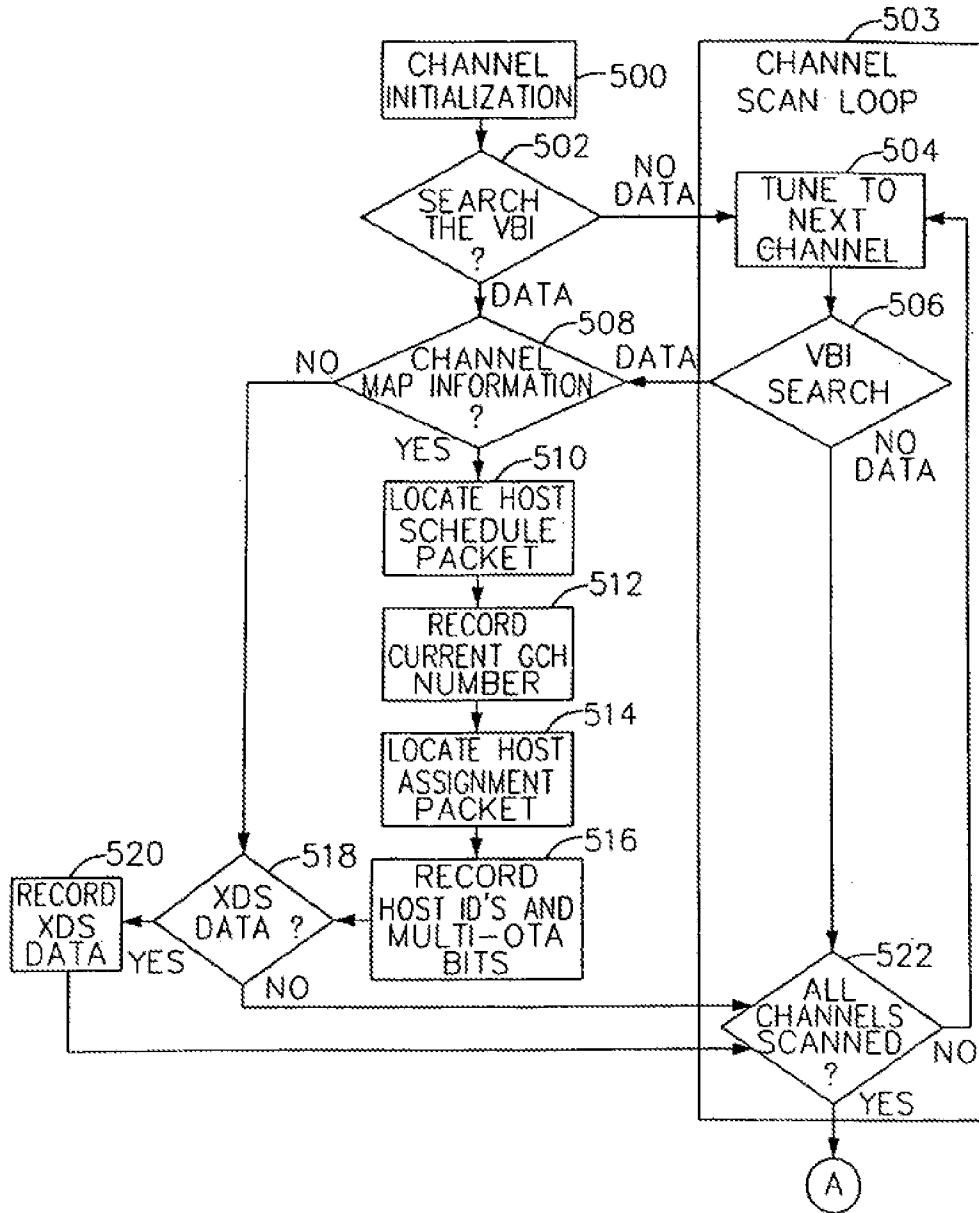 503
CHANNEL
SCAN LOOP
CHANNEL
INITIALIZATION
500
502
SEARCH
THE VBI
?
NO
DATA
504
TUNE TO
NEXT
CHANNEL
DATA
508
CHANNEL
MAP INFORMATION
?
NO
DATA
YES
506
VBI
SEARCH
NO
DATA
510
LOCATE HOST
SCHEDULE
PACKET
512
RECORD
CURRENT GCH
NUMBER
514
LOCATE HOST
ASSIGNMENT
PACKET
516
RECORD
HOST ID'S AND
MULTI-OTA
BITS
518
XDS
DATA ?
YES
NO
520
RECORD
XDS
DATA
522
ALL
CHANNELS
SCANNED
?
NO
YES
A